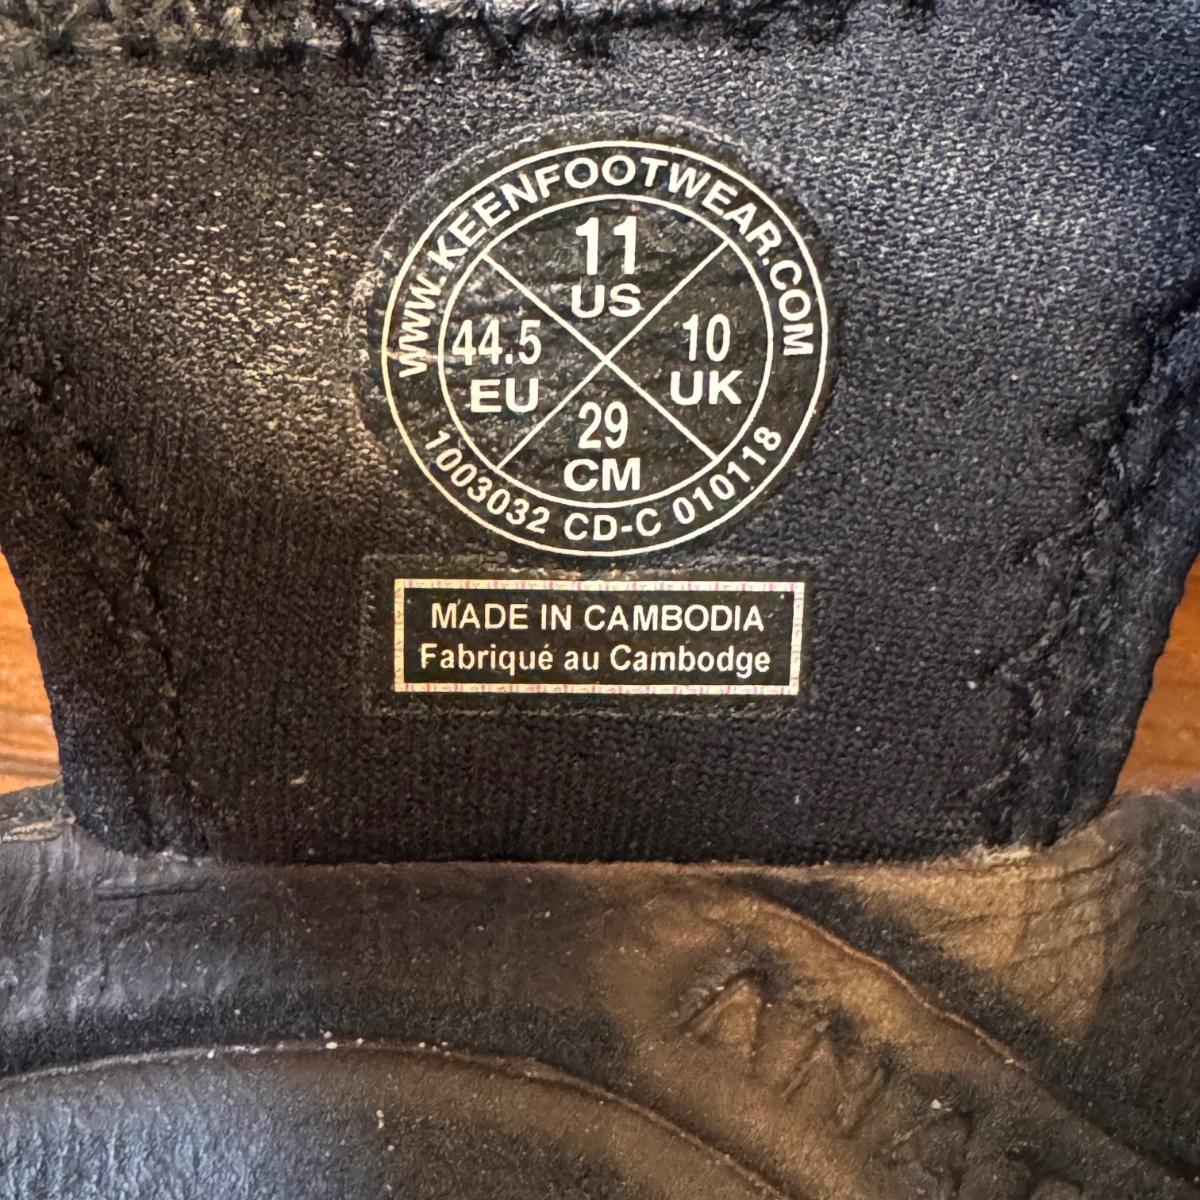 WWW.KEENFOOTWEAR.COM
11
US
44.5
EU
10
UK
29
CM
1003032 CD-C 010118
MADE IN CAMBODIA
Fabriqué au Cambodge